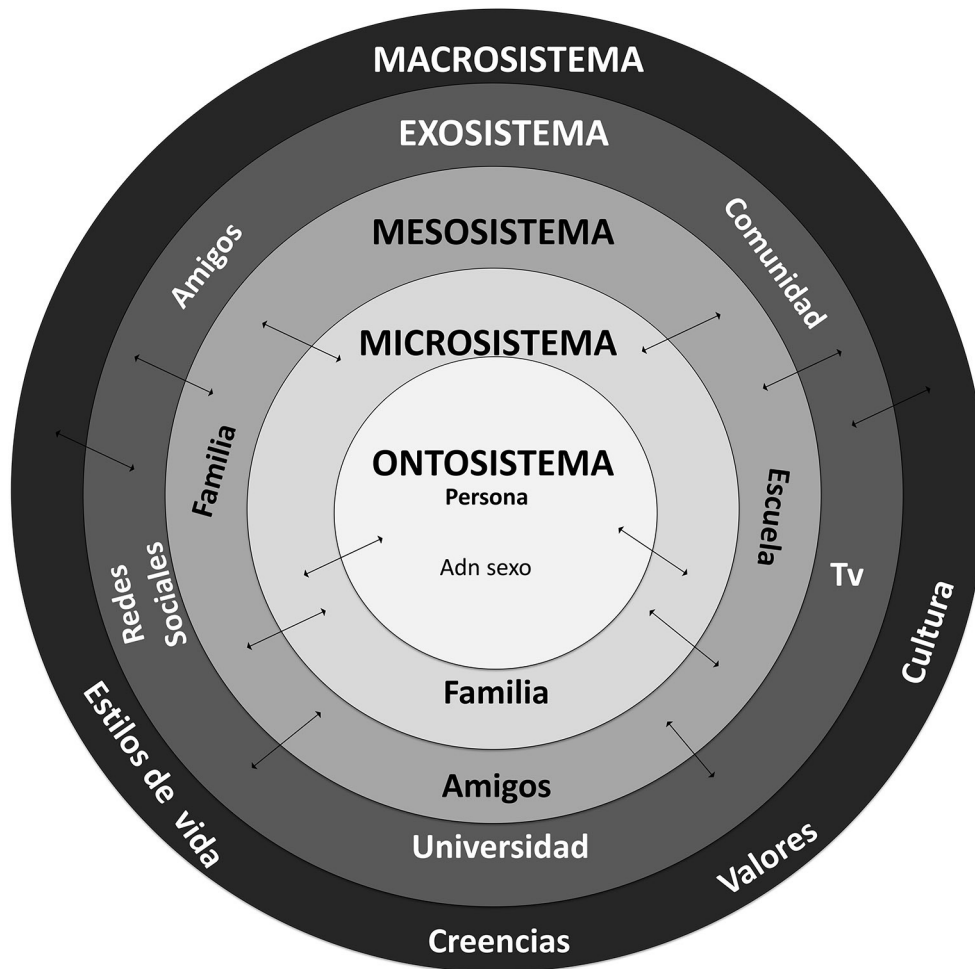 MACROSISTEMA
EXOSISTEMA
Amigos
Comunidad
MESOSISTEMA
MICROSISTEMA
Familia
ONTOSISTEMA
Persona
Escuela
Adn sexo
Redes
Sociales
Tv
Cultura
Familia
Estilos de vida
Amigos
Universidad
Valores
Creencias